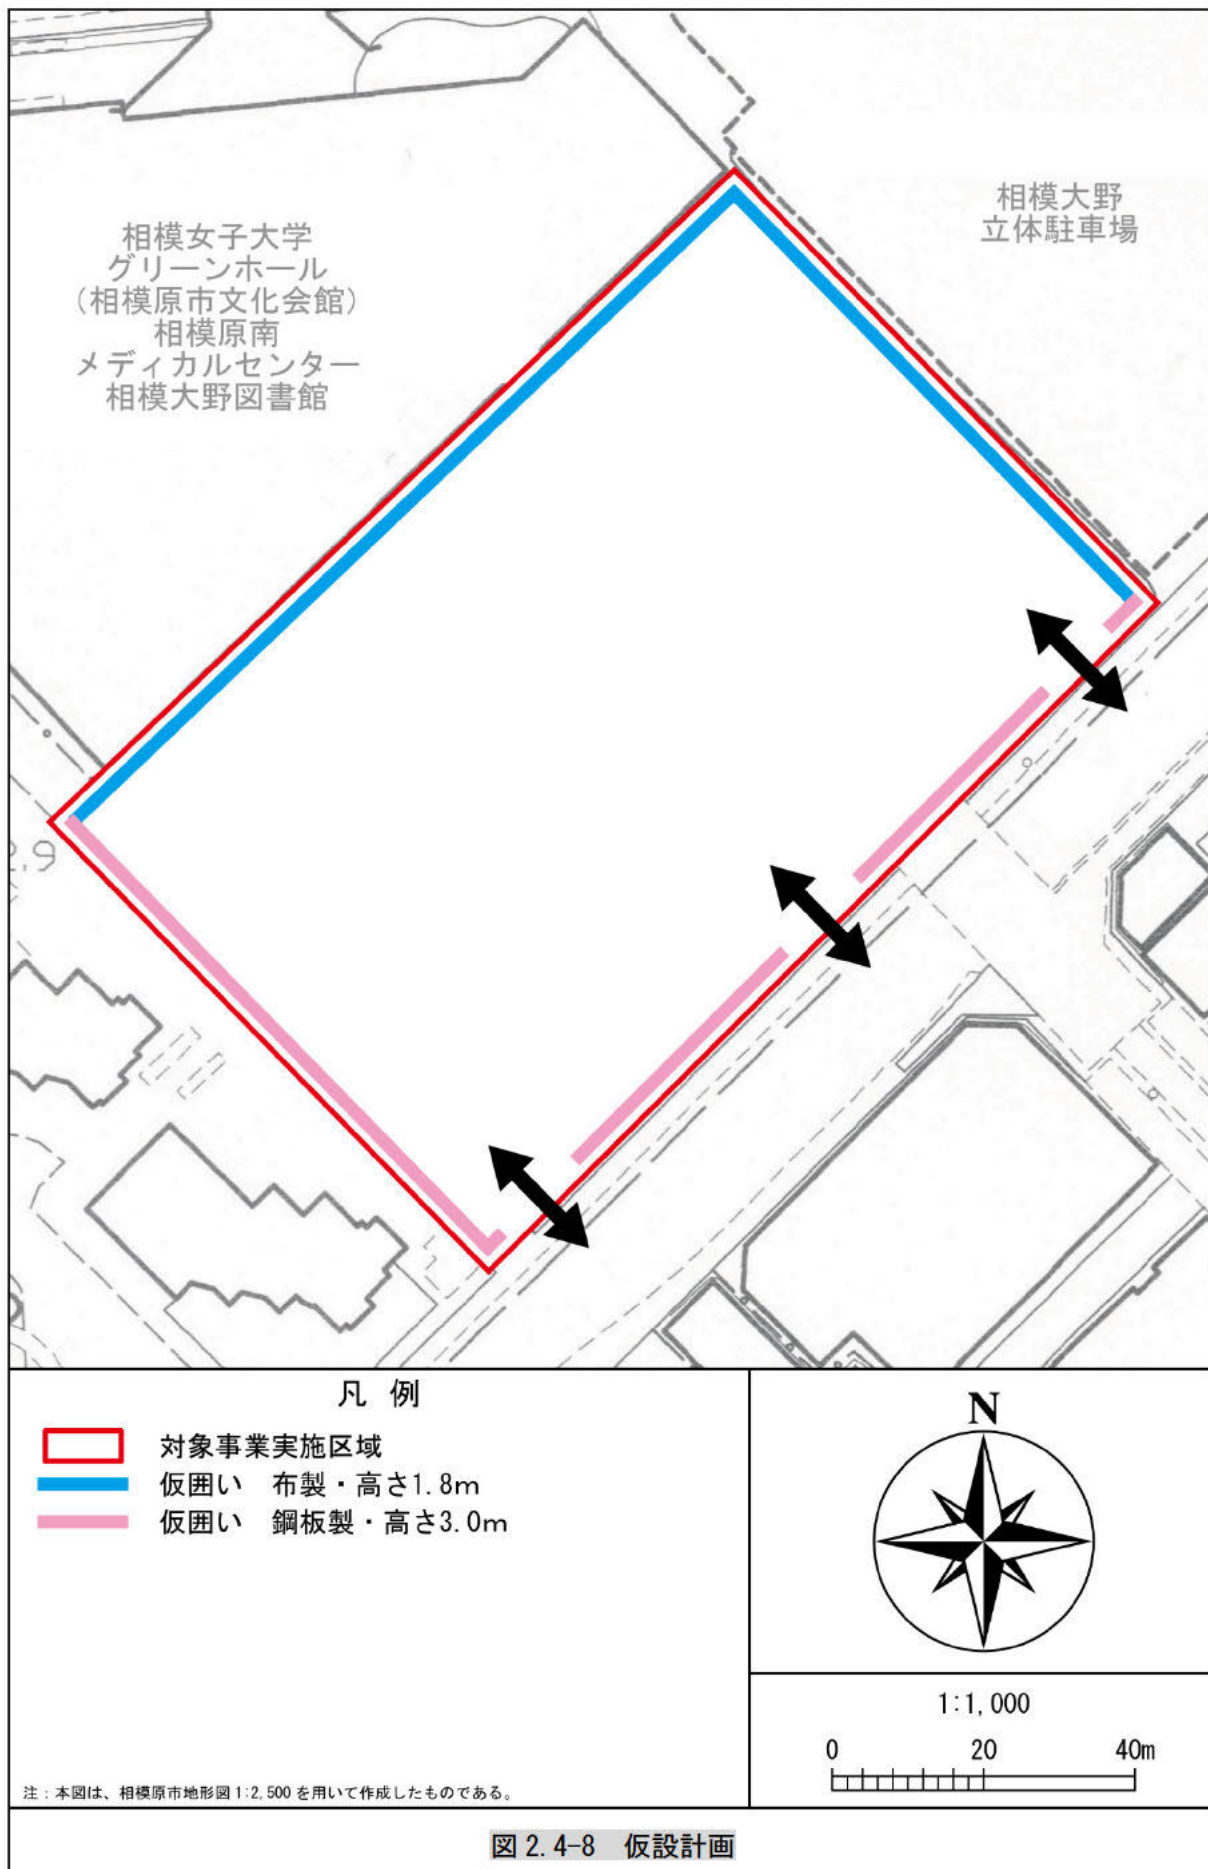 相模大野
立体駐車場
相模女子大学
グリーンホール
（相模原市文化会館）
相模原南
メディカルセンター
相模大野図書館
凡 例
対象事業実施区域
仮囲い　布製・高さ1.8m
仮囲い　鋼板製・高さ3.0m
注：本図は、相模原市地形図 1:2,500 を用いて作成したものである。
N
1:1,000
0 20 40m
図 2.4-8　仮設計画